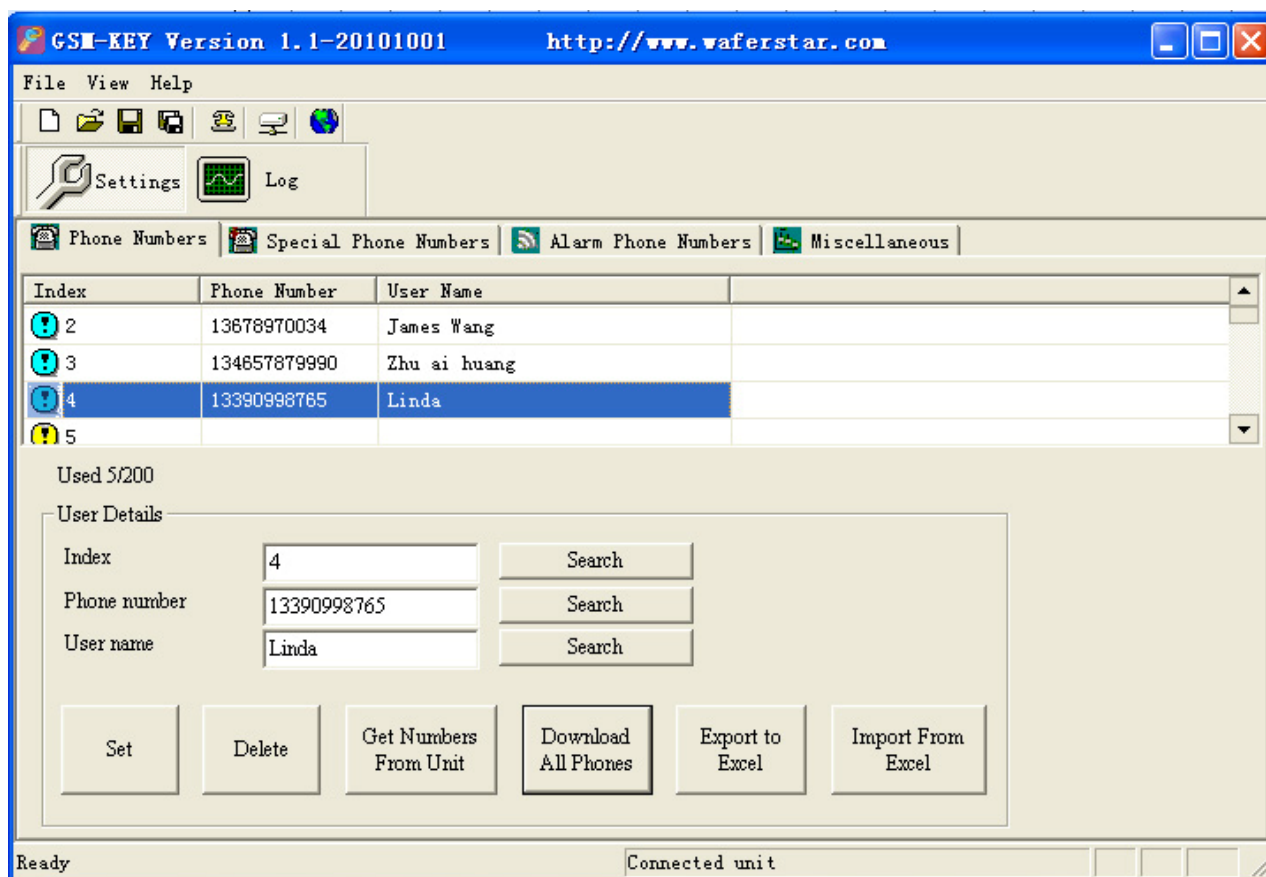 GSM-KEY Version 1.1-20101001 http://www.waferstar.com
File View Help
Settings Log
Phone Numbers Special Phone Numbers Alarm Phone Numbers Miscellaneous
Index Phone Number User Name
2 13678970034 James Wang
3 134657879990 Zhu ai huang
4 13390998765 Linda
5
Used 5/200
User Details
Index 4 Search
Phone number 13390998765 Search
User name Linda Search
Set Delete Get Numbers From Unit Download All Phones Export to Excel Import From Excel
Ready Connected unit